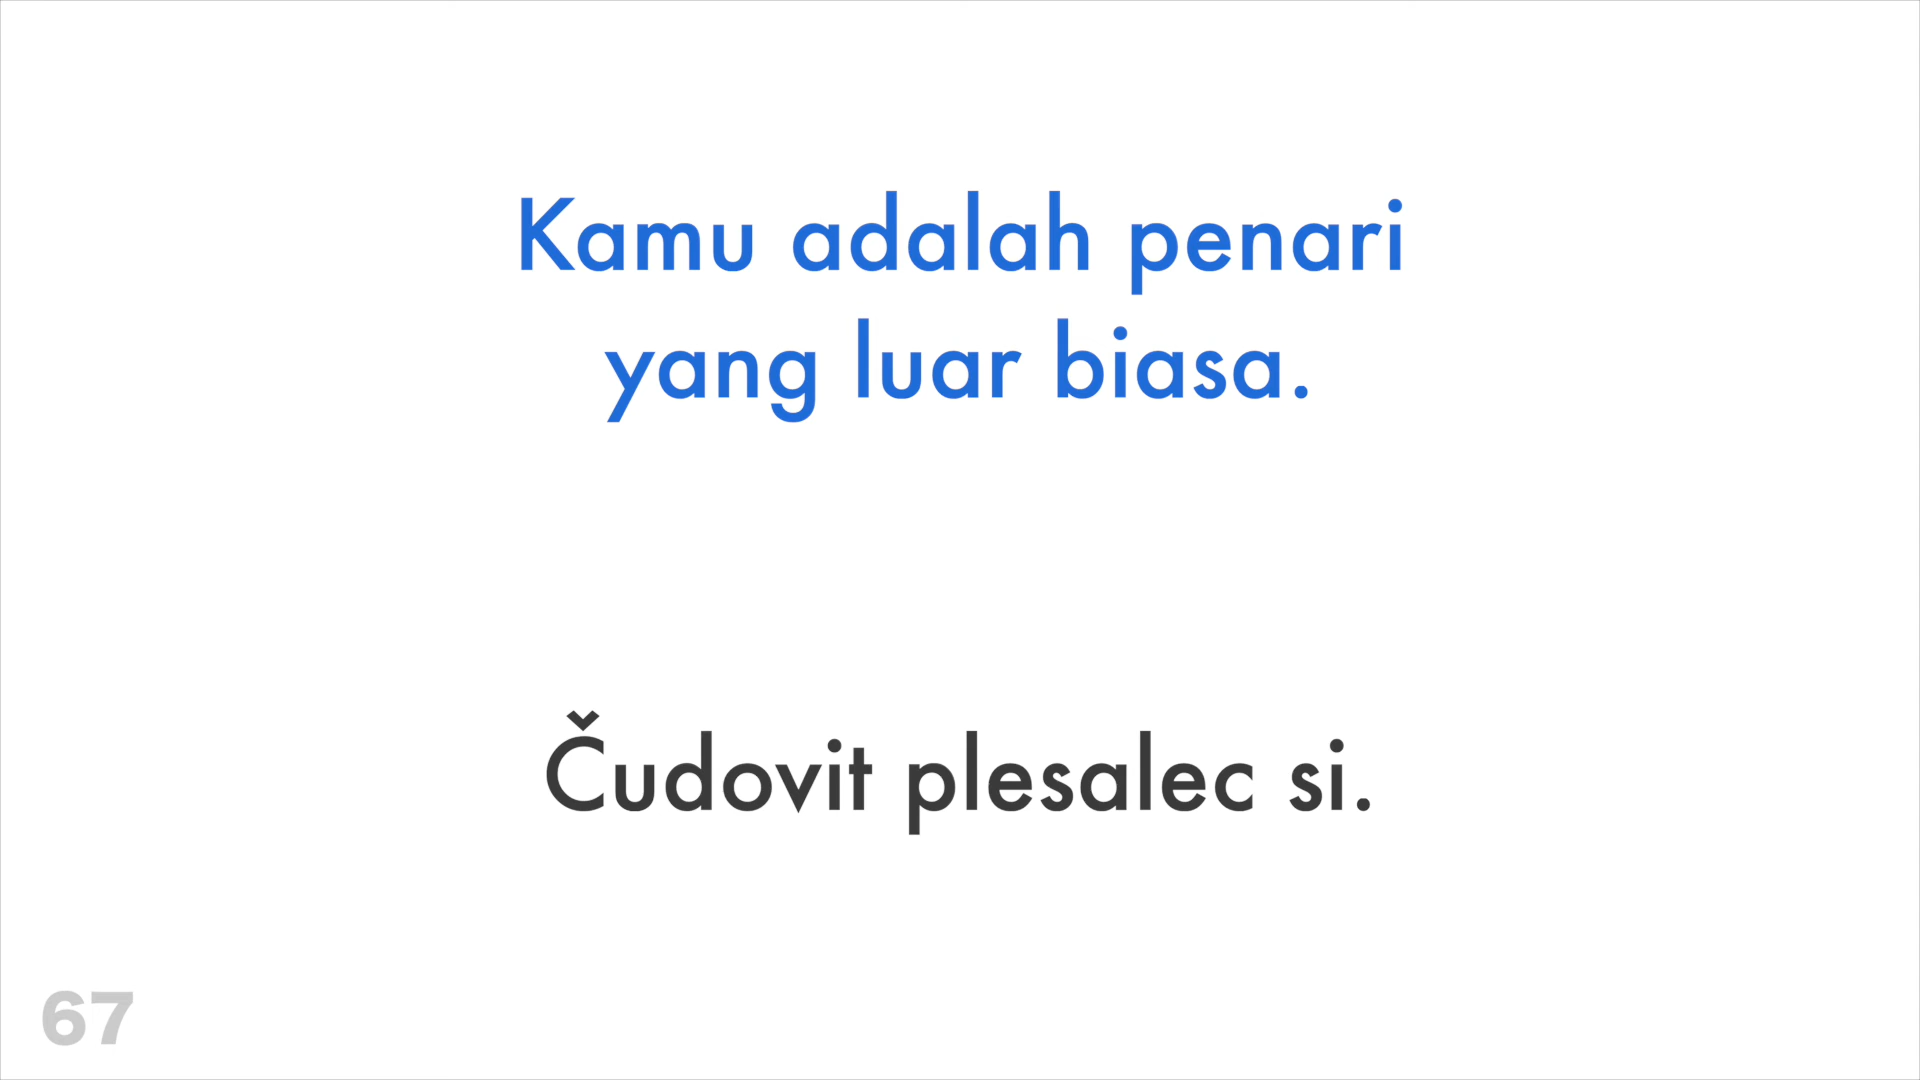 Kamu adalah penari
yang luar biasa.
Čudovit plesalec si.
67